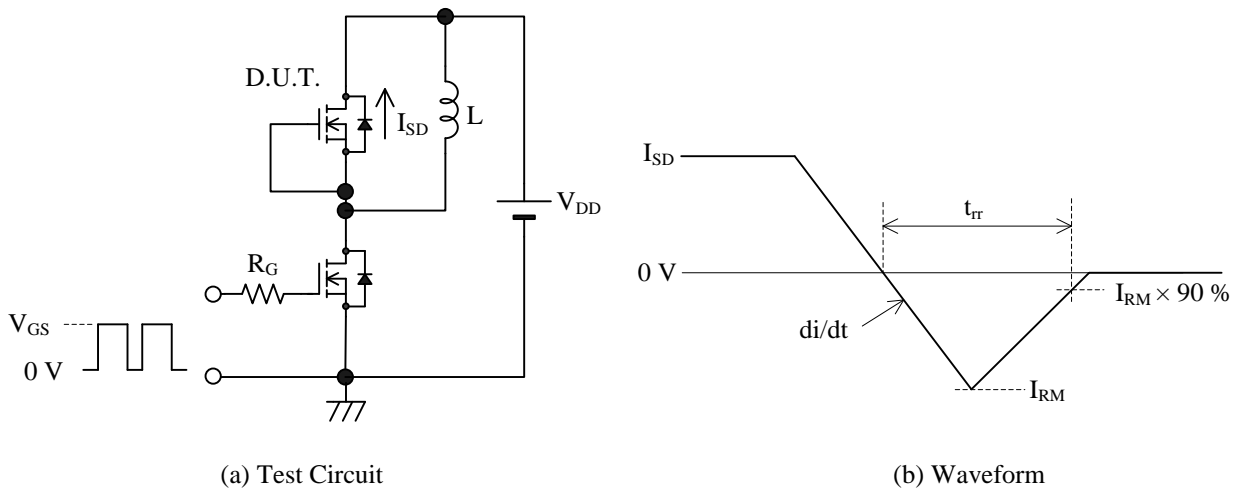 D.U.T.
I_SD
L
V_DD
R_G
V_GS
0 V
(a) Test Circuit
I_SD
t_rr
0 V
I_RM × 90 %
di/dt
I_RM
(b) Waveform